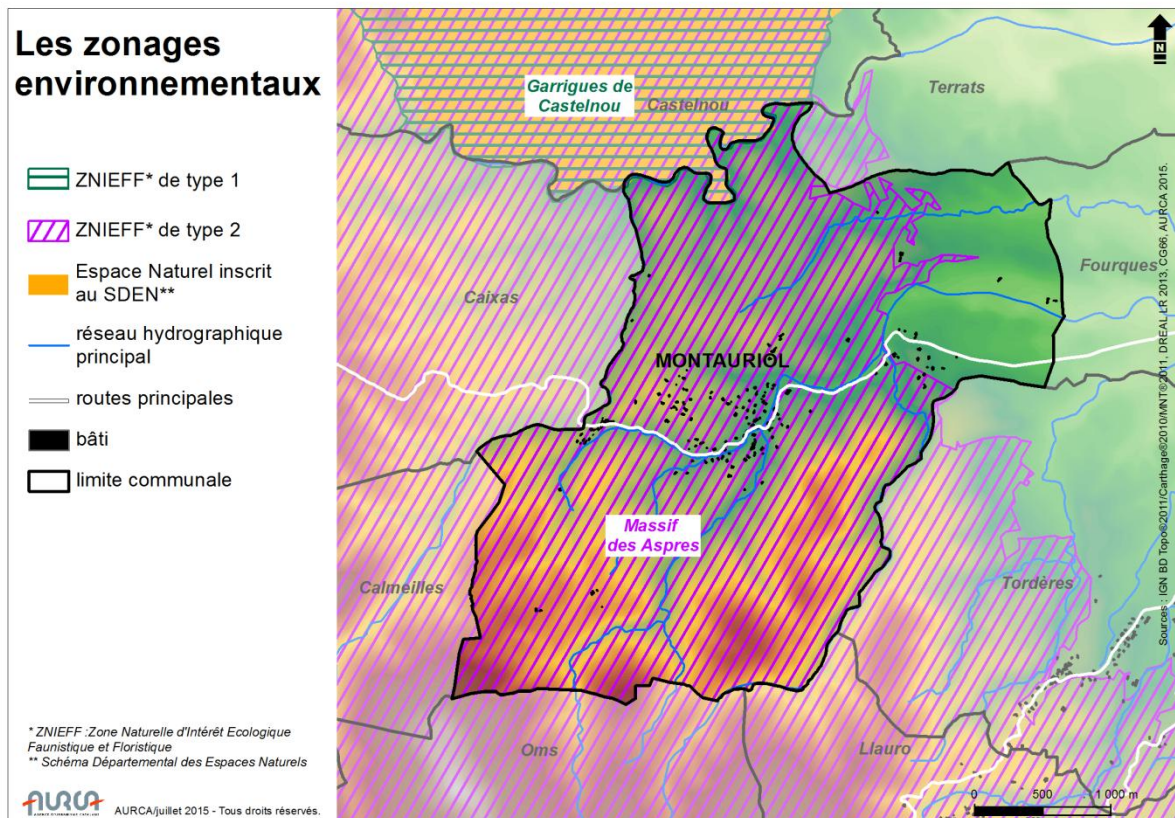 Les zonages
environnementaux
ZNIEFF* de type 1
ZNIEFF* de type 2
Espace Naturel inscrit
au SDEN**
réseau hydrographique
principal
routes principales
bâti
limite communale
* ZNIEFF :Zone Naturelle d'Intérêt Ecologique
Faunistique et Floristique
** Schéma Départemental des Espaces Naturels
AURCA
AURCA/juillet 2015 - Tous droits réservés.
Garrigues de
Castelnou
Castelnou
Terrats
N
Caixas
Fourques
MONTAURIOL
Massif
des Aspres
Calmeilles
Tordères
Oms
Llauro
0 500 1 000 m
Sources : IGN BD Topo®2011/Carthage®2010/MNT®2011, DREAL LR 2013, CG66, AURCA 2015.